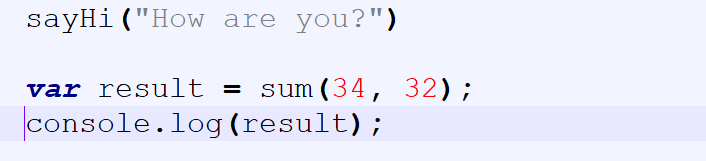 sayHi("How are you?")
var result = sum(34, 32);
console.log(result);